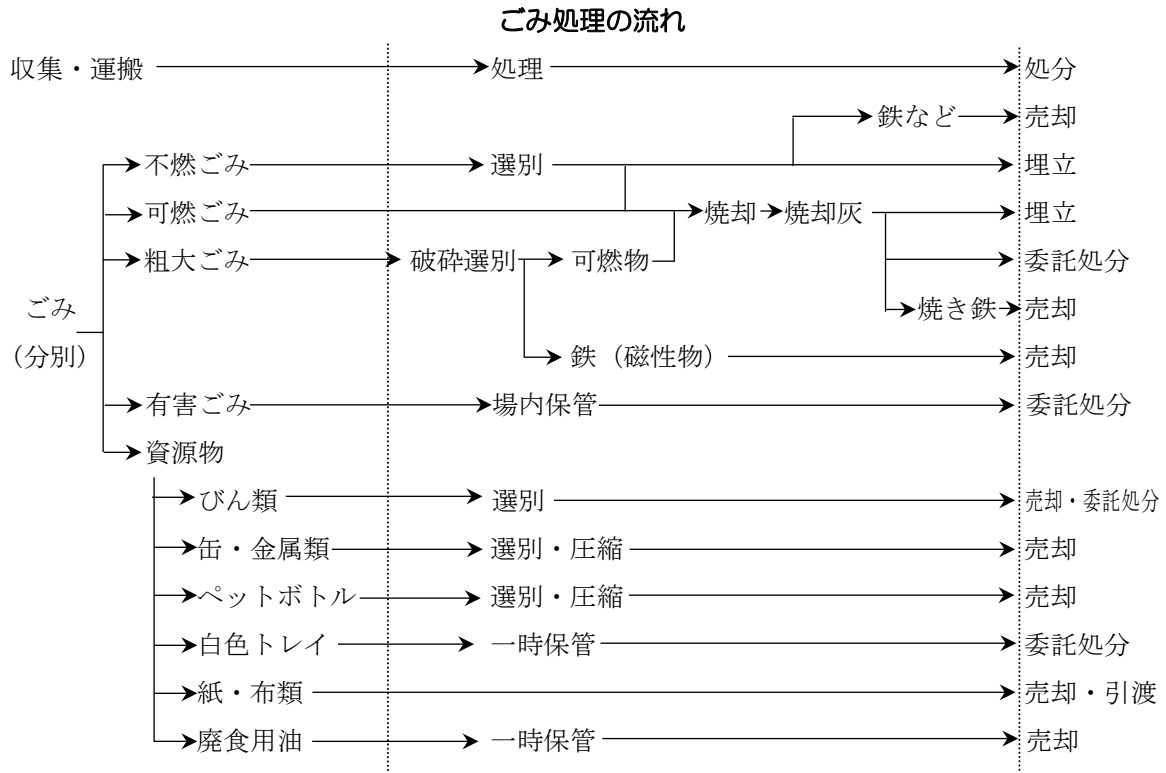 ごみ処理の流れ
収集・運搬 処理 処分
鉄など 売却
不燃ごみ 選別 埋立
可燃ごみ 焼却 焼却灰 埋立
粗大ごみ 破砕選別 可燃物 委託処分
ごみ 焼き鉄 売却
（分別） 鉄（磁性物） 売却
有害ごみ 場内保管 委託処分
資源物
びん類 選別 売却・委託処分
缶・金属類 選別・圧縮 売却
ペットボトル 選別・圧縮 売却
白色トレイ 一時保管 委託処分
紙・布類 売却・引渡
廃食用油 一時保管 売却